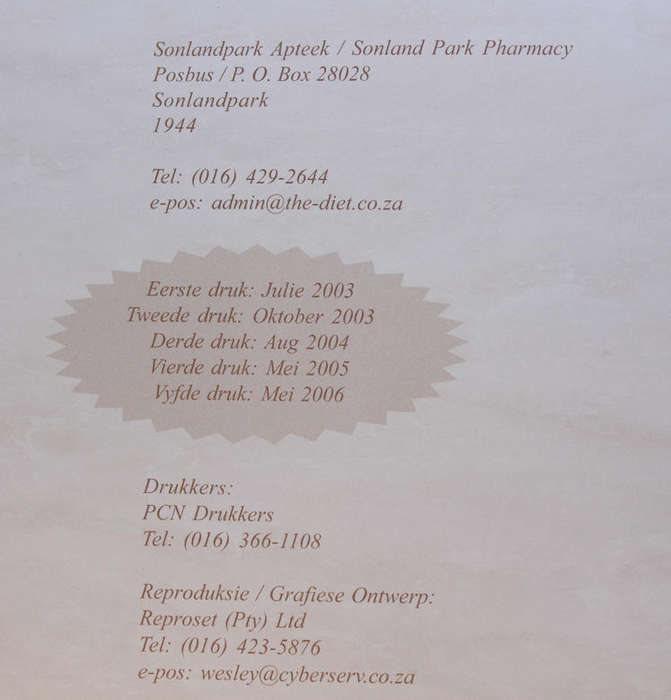 Sonlandpark Apteek / Sonland Park Pharmacy
Posbus / P. O. Box 28028
Sonlandpark
1944
Tel: (016) 429-2644
e-pos: admin@the-diet.co.za
Eerste druk: Julie 2003
Tweede druk: Oktober 2003
Derde druk: Aug 2004
Vierde druk: Mei 2005
Vyfde druk: Mei 2006
Drukkers:
PCN Drukkers
Tel: (016) 366-1108
Reproduksie / Grafiese Ontwerp:
Reproset (Pty) Ltd
Tel: (016) 423-5876
e-pos: wesley@cyberserv.co.za